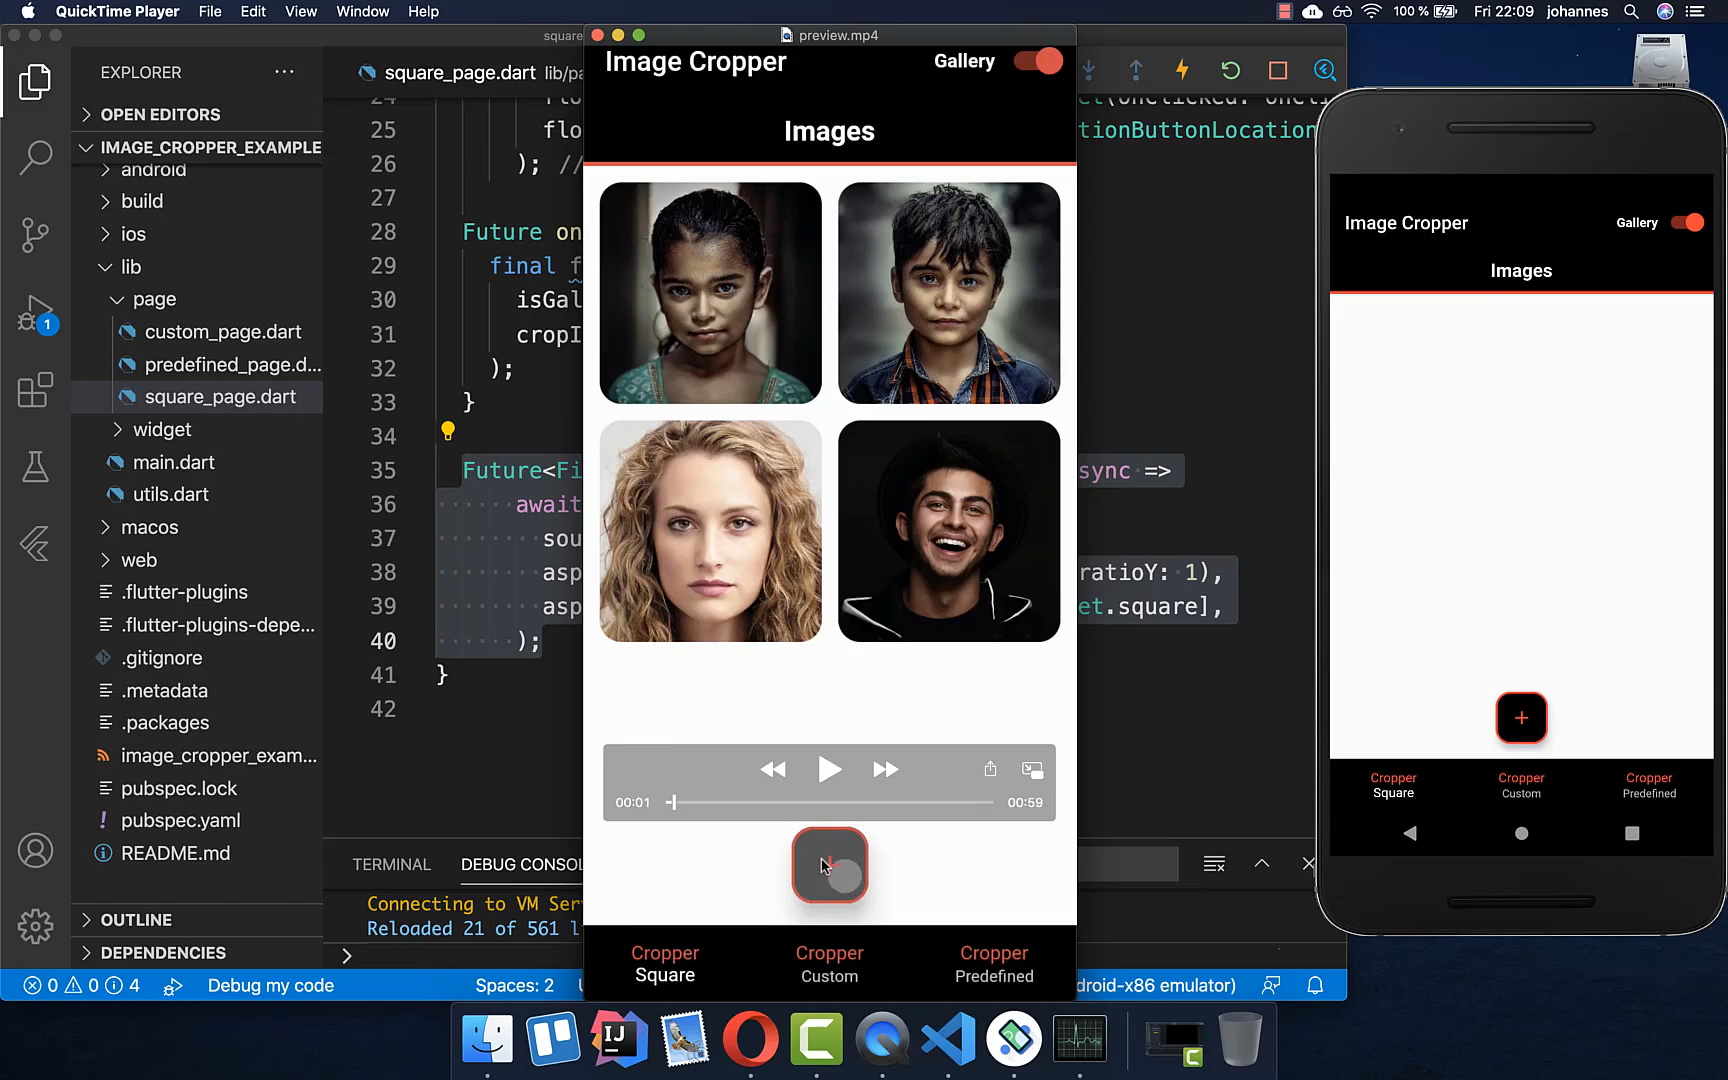 QuickTime Player File Edit View Window Help
100 % Fri 22:09 johannes
square
preview.mp4
EXPLORER
OPEN EDITORS
IMAGE_CROPPER_EXAMPLE
android
build
ios
lib
page
custom_page.dart
predefined_page.d...
square_page.dart
widget
main.dart
utils.dart
macos
web
.flutter-plugins
.flutter-plugins-depe...
.gitignore
.metadata
.packages
image_cropper_exam...
pubspec.lock
pubspec.yaml
README.md
OUTLINE
DEPENDENCIES
1
square_page.dart lib/pa
24
25 flo tionButtonLocation
26 ); //
27
28 Future on
29 final f
30 isGal
31 cropI
32 );
33 }
34
35 Future<Fi sync =>
36 await
37 sou
38 asp ratioY: 1),
39 asp et.square],
40 );
41 }
42
TERMINAL DEBUG CONSOL
Connecting to VM Ser
Reloaded 21 of 561 l
0 0 4 Debug my code Spaces: 2 droid-x86 emulator)
Image Cropper Gallery
Images
00:01 00:59
Cropper
Square
Cropper
Custom
Cropper
Predefined
Image Cropper Gallery
Images
+
Cropper
Square
Cropper
Custom
Cropper
Predefined
IJ
C
C